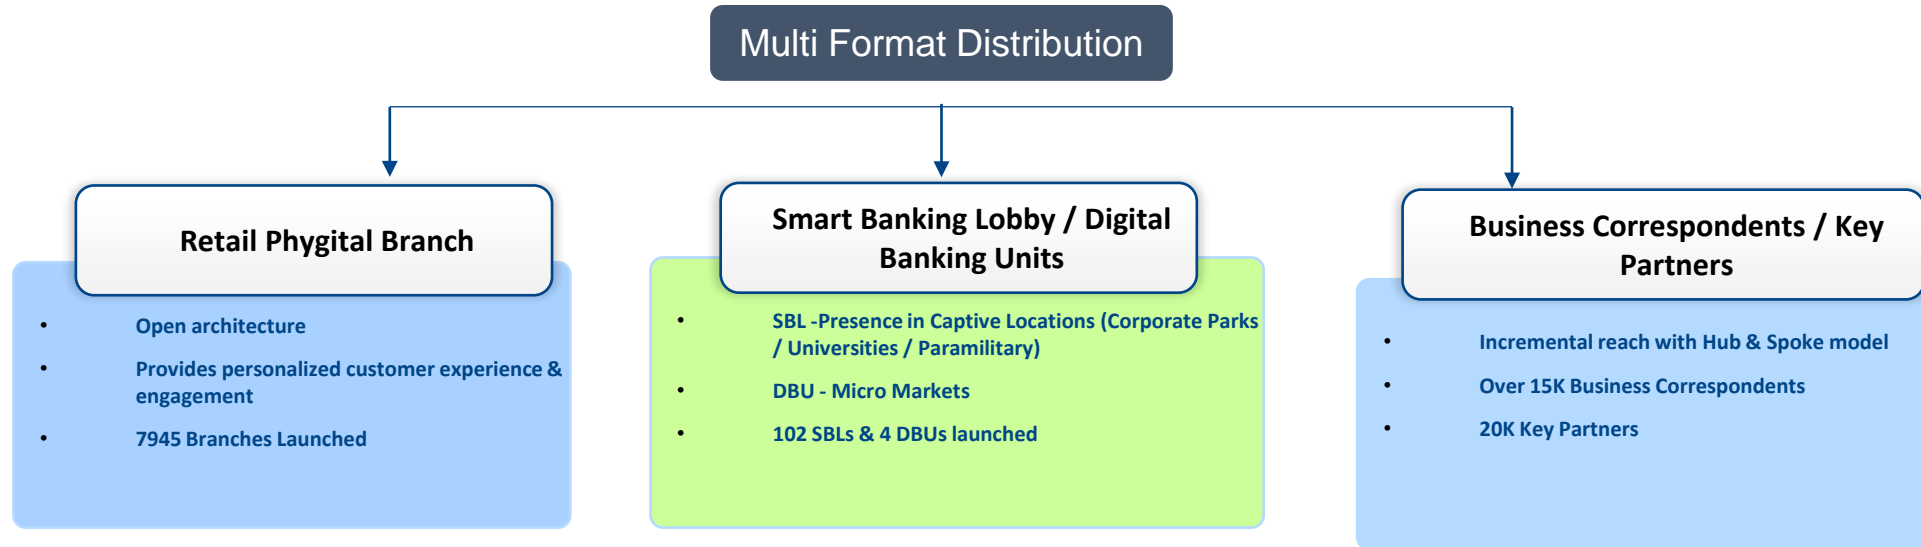 Multi Format Distribution
Retail Phygital Branch
• Open architecture
• Provides personalized customer experience &
engagement
• 7945 Branches Launched
Smart Banking Lobby / Digital
Banking Units
• SBL -Presence in Captive Locations (Corporate Parks
/ Universities / Paramilitary)
• DBU - Micro Markets
• 102 SBLs & 4 DBUs launched
Business Correspondents / Key
Partners
• Incremental reach with Hub & Spoke model
• Over 15K Business Correspondents
• 20K Key Partners